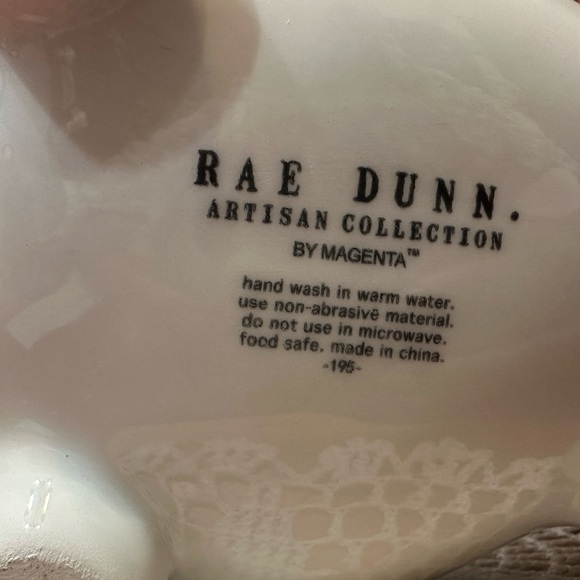 RAE DUNN.
ARTISAN COLLECTION
BY MAGENTA™
hand wash in warm water.
use non-abrasive material.
do not use in microwave.
food safe. made in china.
-195-